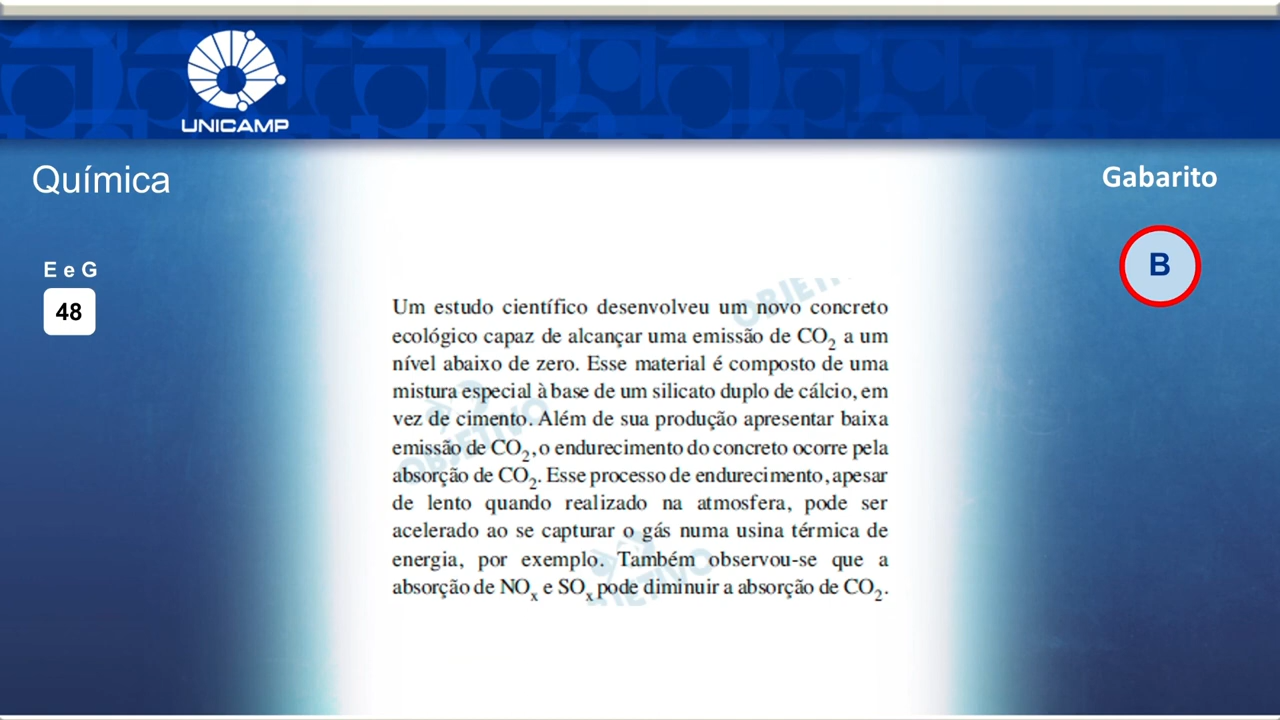 UNICAMP
Química
Gabarito
B
E e G
48
Um estudo científico desenvolveu um novo concreto
ecológico capaz de alcançar uma emissão de CO₂ a um
nível abaixo de zero. Esse material é composto de uma
mistura especial à base de um silicato duplo de cálcio, em
vez de cimento. Além de sua produção apresentar baixa
emissão de CO₂, o endurecimento do concreto ocorre pela
absorção de CO₂. Esse processo de endurecimento, apesar
de lento quando realizado na atmosfera, pode ser
acelerado ao se capturar o gás numa usina térmica de
energia, por exemplo. Também observou-se que a
absorção de NOₓ e SOₓ pode diminuir a absorção de CO₂.
OBJETIVO
OBJETIVO